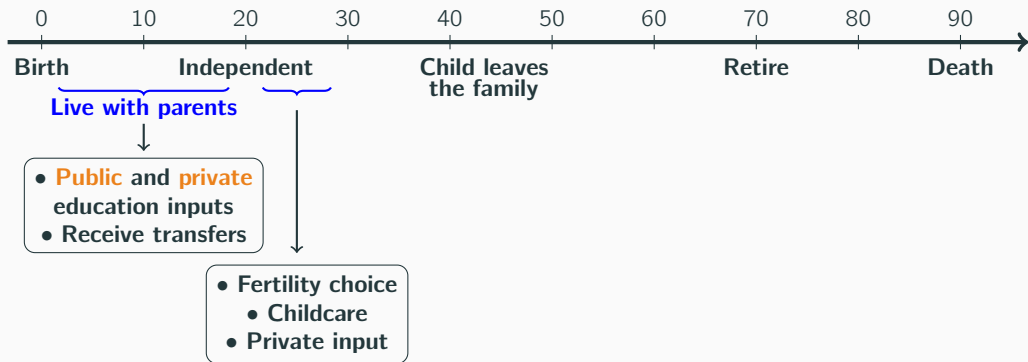 0 10 20 30 40 50 60 70 80 90
Birth Independent Child leaves Retire Death
the family
Live with parents
• Public and private
education inputs
• Receive transfers
• Fertility choice
• Childcare
• Private input